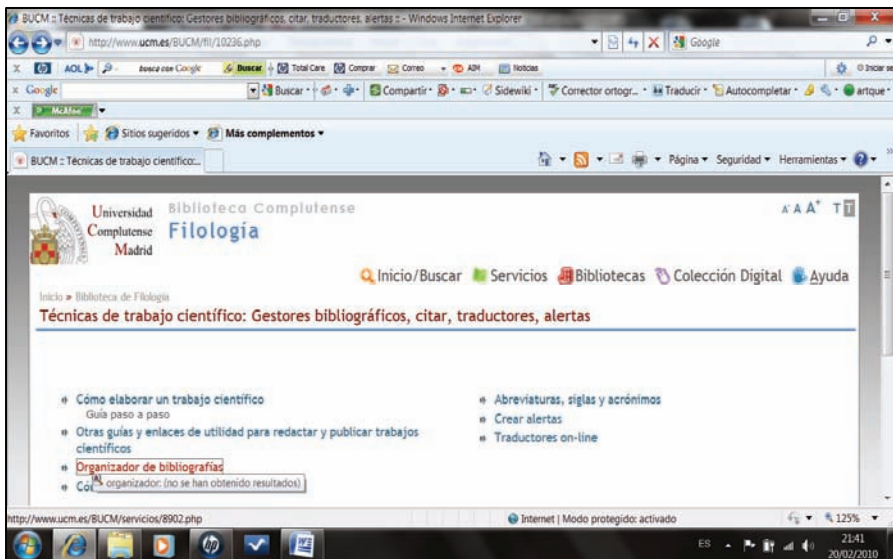 BUCM :: Técnicas de trabajo científico: Gestores bibliográficos, citar, traductores, alertas :: - Windows Internet Explorer
http://www.ucm.es/BUCM/fil/10236.php Google
X AOL busca con Google Buscar Total Care Comprar Correo AIM Noticias
x Google Buscar Compartir Sidewiki Corrector ortogr... Traducir Autocompletar artque
X McAfee
Favoritos Sitios sugeridos Más complementos
BUCM :: Técnicas de trabajo científico:... Página Seguridad Herramientas
Universidad
Complutense
Madrid
Biblioteca Complutense
Filología
A A A+ T T
Inicio/Buscar Servicios Bibliotecas Colección Digital Ayuda
Inicio » Biblioteca de Filología
Técnicas de trabajo científico: Gestores bibliográficos, citar, traductores, alertas
Cómo elaborar un trabajo científico
Guía paso a paso
Otras guías y enlaces de utilidad para redactar y publicar trabajos
científicos
Organizador de bibliografías
Có
organizador: (no se han obtenido resultados)
Abreviaturas, siglas y acrónimos
Crear alertas
Traductores on-line
http://www.ucm.es/BUCM/servicios/8902.php Internet | Modo protegido: activado 125%
hp W ES 21:41
20/02/2010